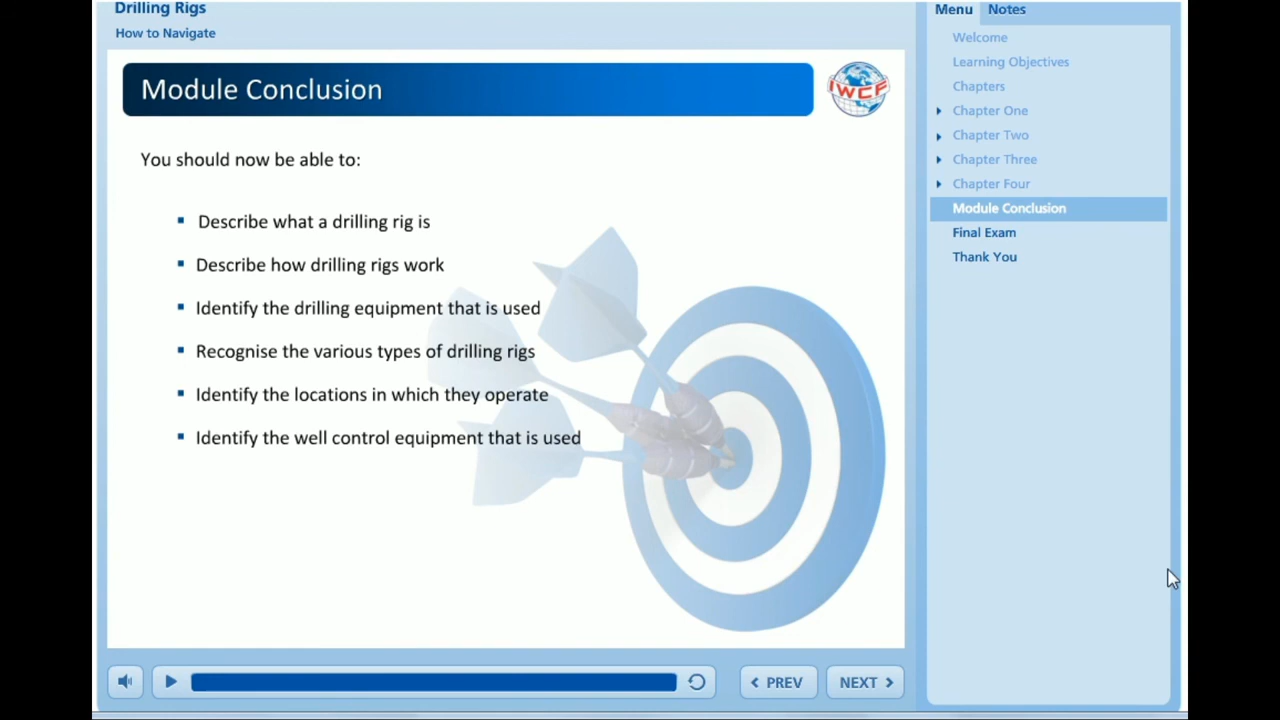 Drilling Rigs
How to Navigate
Menu
Notes
Module Conclusion
IWCF
You should now be able to:
Describe what a drilling rig is
Describe how drilling rigs work
Identify the drilling equipment that is used
Recognise the various types of drilling rigs
Identify the locations in which they operate
Identify the well control equipment that is used
Welcome
Learning Objectives
Chapters
Chapter One
Chapter Two
Chapter Three
Chapter Four
Module Conclusion
Final Exam
Thank You
PREV
NEXT